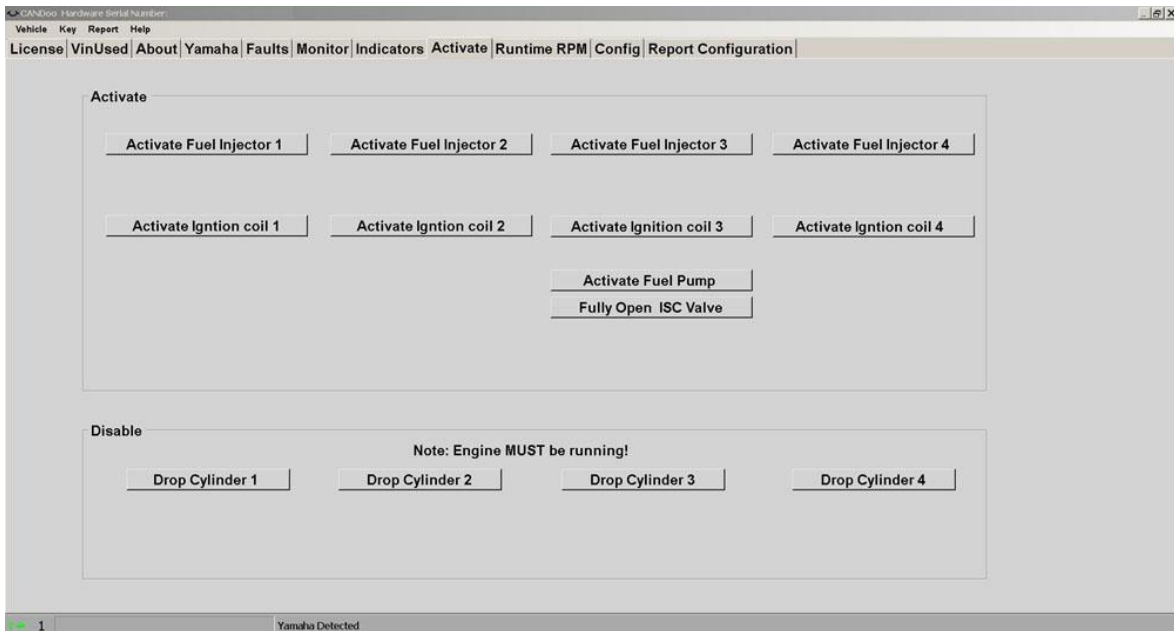 CANDoo Hardware Serial Number:
Vehicle Key Report Help
License VinUsed About Yamaha Faults Monitor Indicators Activate Runtime RPM Config Report Configuration
Activate
Activate Fuel Injector 1 Activate Fuel Injector 2 Activate Fuel Injector 3 Activate Fuel Injector 4
Activate Igntion coil 1 Activate Igntion coil 2 Activate Ignition coil 3 Activate Igntion coil 4
Activate Fuel Pump
Fully Open ISC Valve
Disable
Note: Engine MUST be running!
Drop Cylinder 1 Drop Cylinder 2 Drop Cylinder 3 Drop Cylinder 4
1 Yamaha Detected